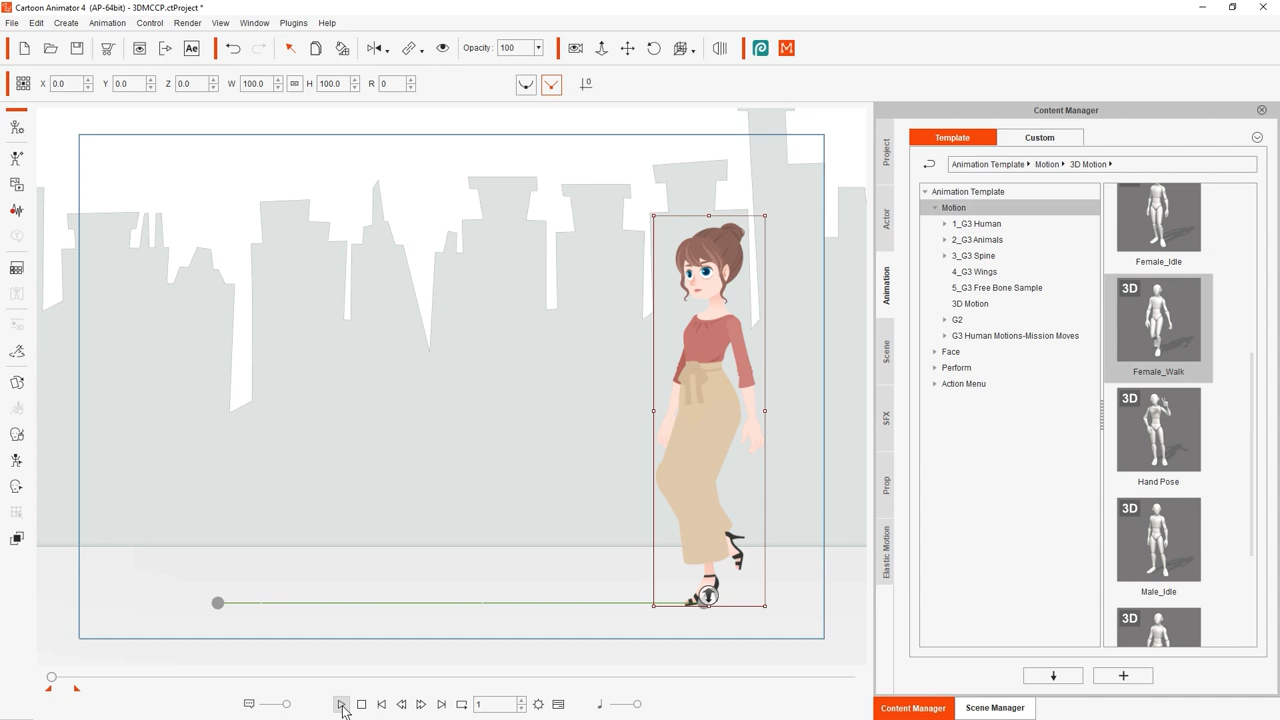 Cartoon Animator 4 (AP-64bit) - 3DMCCP.ctProject *
File Edit Create Animation Control Render View Window Plugins Help
Ae Opacity : 100
X 0.0 Y 0.0 Z 0.0 W 100.0 H 100.0 R 0
Content Manager
Template Custom
Animation Template Motion 3D Motion
Project
Actor
Animation
Scene
SFX
Prop
Elastic Motion
Animation Template
Motion
1_G3 Human
2_G3 Animals
3_G3 Spine
4_G3 Wings
5_G3 Free Bone Sample
3D Motion
G2
G3 Human Motions-Mission Moves
Face
Perform
Action Menu
Female_Idle
3D
Female_Walk
3D
Hand Pose
3D
Male_Idle
3D
1
Content Manager Scene Manager